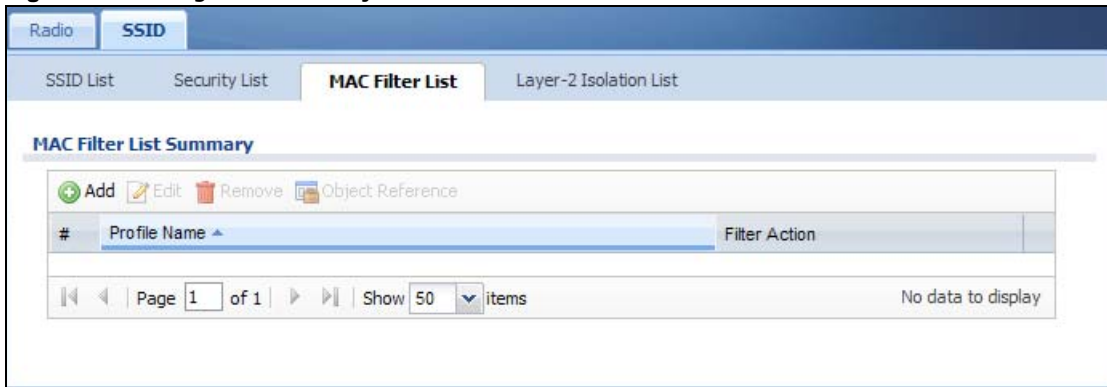 Radio SSID
SSID List Security List MAC Filter List Layer-2 Isolation List
MAC Filter List Summary
Add Edit Remove Object Reference
# Profile Name Filter Action
Page 1 of 1 Show 50 items No data to display